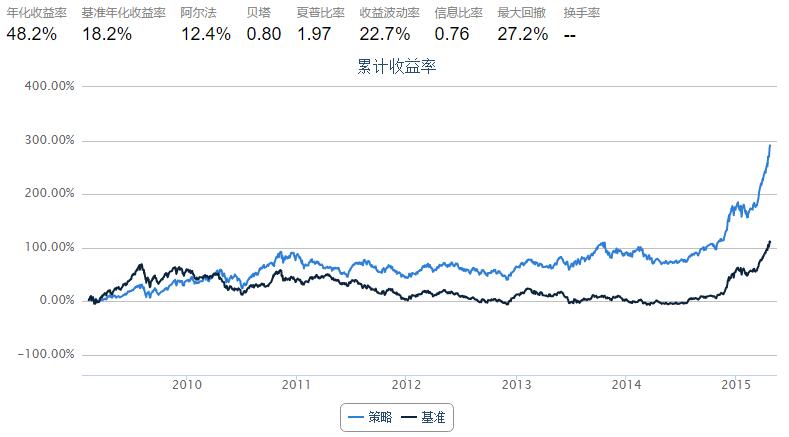 年化收益率 基准年化收益率 阿尔法 贝塔 夏普比率 收益波动率 信息比率 最大回撤 换手率
48.2% 18.2% 12.4% 0.80 1.97 22.7% 0.76 27.2% --
累计收益率
400.00%
300.00%
200.00%
100.00%
0.00%
-100.00%
2010 2011 2012 2013 2014 2015
策略 基准